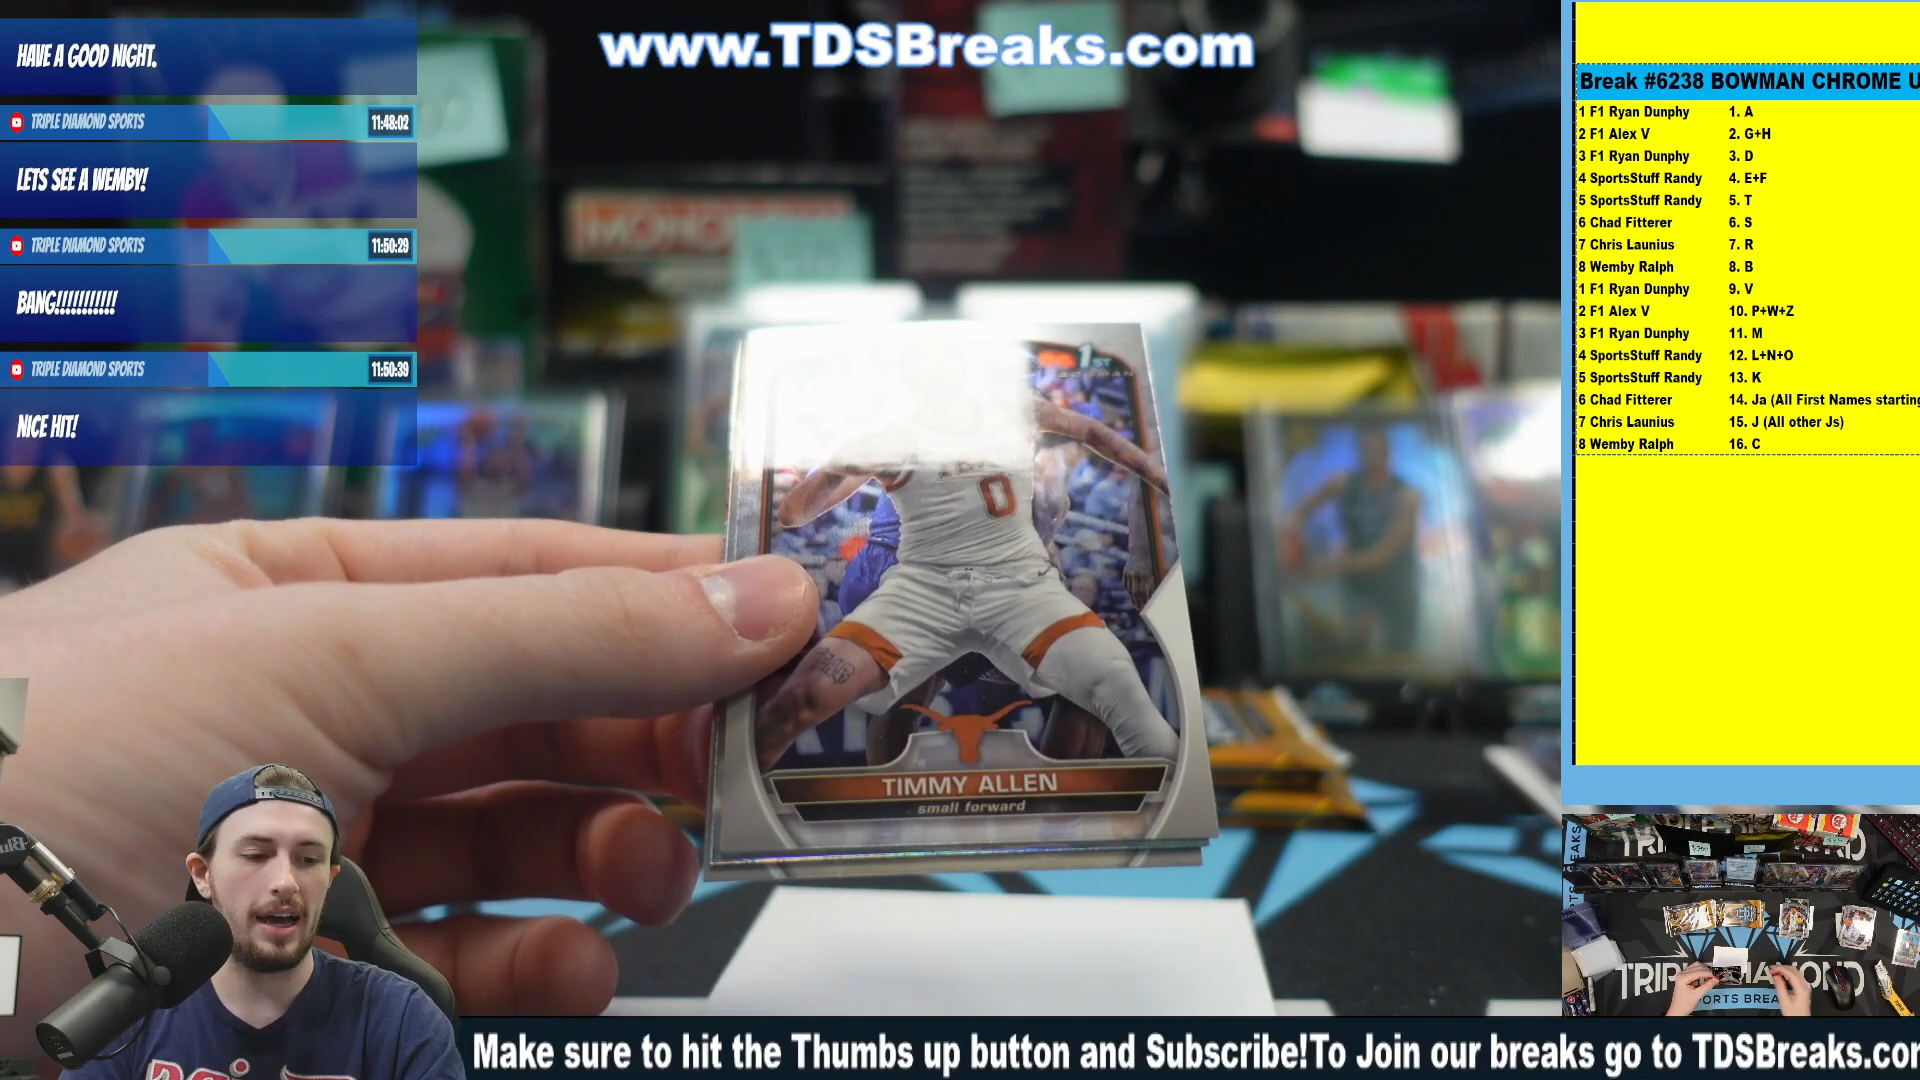 www.TDSBreaks.com
HAVE A GOOD NIGHT.
TRIPLE DIAMOND SPORTS 11:48:02
LETS SEE A WEMBY!
TRIPLE DIAMOND SPORTS 11:50:29
BANG!!!!!!!!!!!
TRIPLE DIAMOND SPORTS 11:50:39
NICE HIT!
Break #6238 BOWMAN CHROME U
1 F1 Ryan Dunphy 1. A
2 F1 Alex V 2. G+H
3 F1 Ryan Dunphy 3. D
4 SportsStuff Randy 4. E+F
5 SportsStuff Randy 5. T
6 Chad Fitterer 6. S
7 Chris Launius 7. R
8 Wemby Ralph 8. B
1 F1 Ryan Dunphy 9. V
2 F1 Alex V 10. P+W+Z
3 F1 Ryan Dunphy 11. M
4 SportsStuff Randy 12. L+N+O
5 SportsStuff Randy 13. K
6 Chad Fitterer 14. Ja (All First Names starting
7 Chris Launius 15. J (All other Js)
8 Wemby Ralph 16. C
1ST
0
TIMMY ALLEN
small forward
Make sure to hit the Thumbs up button and Subscribe!To Join our breaks go to TDSBreaks.com